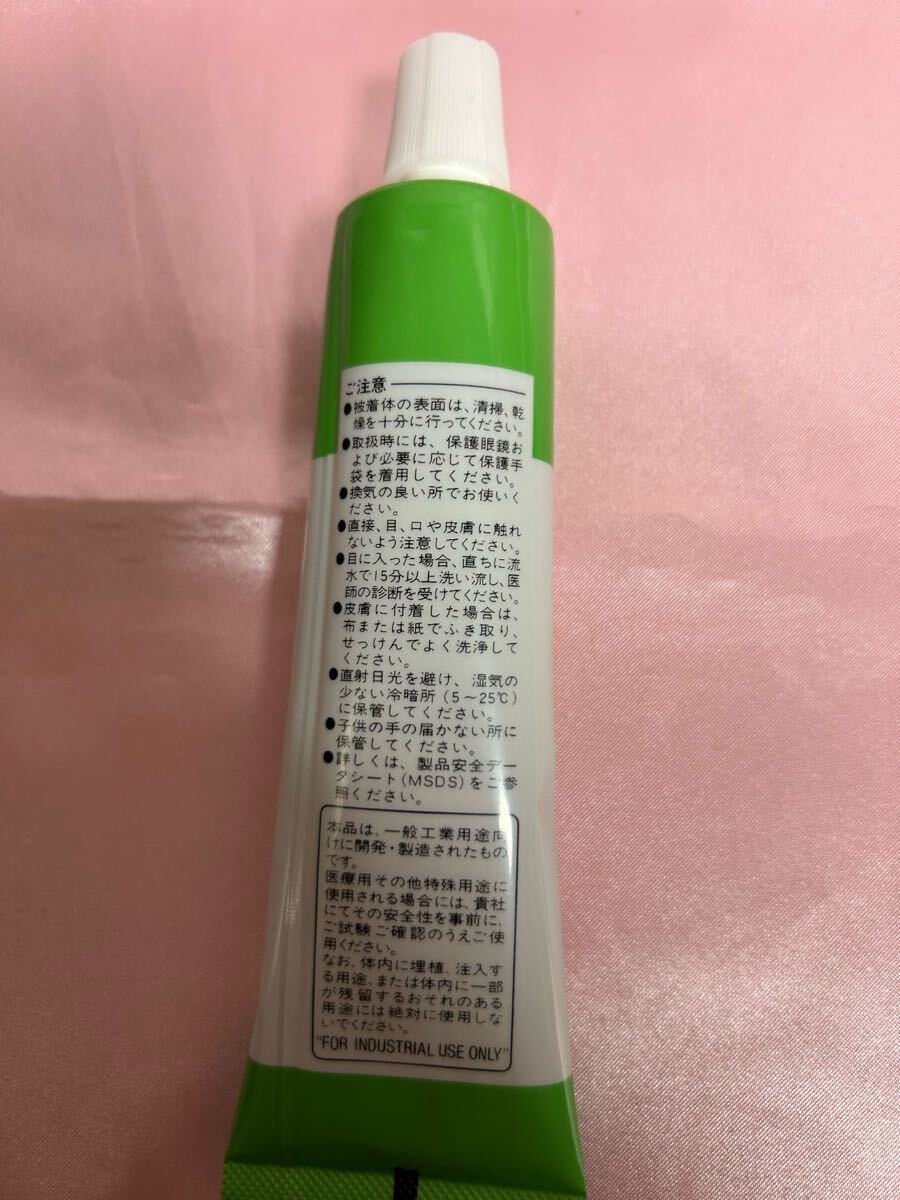 ご注意
●被着体の表面は、清掃、乾
燥を十分に行ってください。
●取扱時には、保護眼鏡お
よび必要に応じて保護手
袋を着用してください。
●換気の良い所でお使いく
ださい。
●直接、目、口や皮膚に触れ
ないよう注意してください。
●目に入った場合、直ちに流
水で15分以上洗い流し、医
師の診断を受けてください。
●皮膚に付着した場合は、
布または紙でふき取り、
せっけんでよく洗浄して
ください。
●直射日光を避け、湿気の
少ない冷暗所(5〜25℃)
に保管してください。
●子供の手の届かない所に
保管してください。
●詳しくは、製品安全デー
タシート(MSDS)をご参
照ください。
本品は、一般工業用途向
けに開発・製造されたもの
です。
医療用その他特殊用途に
使用される場合には、貴社
にてその安全性を事前に、
ご試験ご確認のうえご使
用ください。
なお、体内に埋植、注入す
る用途、または体内に一部
が残留するおそれのある
用途には絶対に使用しな
いでください。
"FOR INDUSTRIAL USE ONLY"